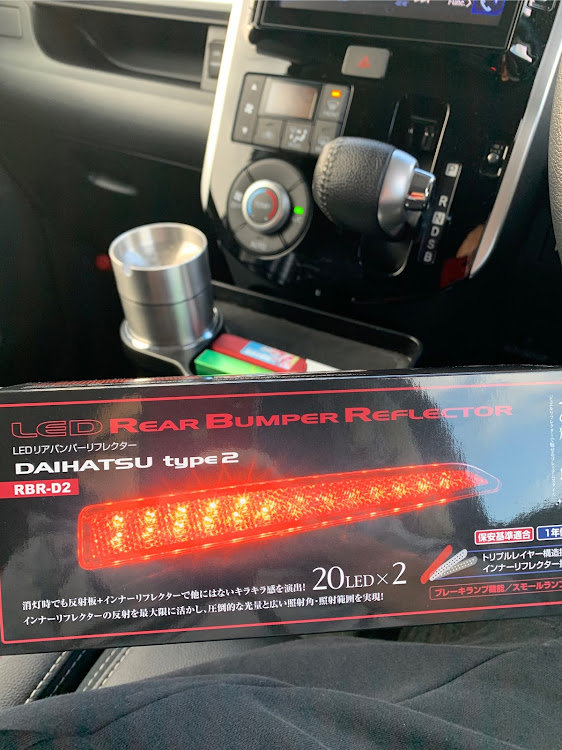 Func.
P
R
N
D
S
B
LED REAR BUMPER REFLECTOR
LEDリアバンパーリフレクター
DAIHATSU type2
RBR-D2
保安基準適合
1年
トリプルレイヤー構造
インナーリフレクター
20LED×2
ブレーキランプ機能／スモールランプ
消灯時でも反射板+インナーリフレクターで他にはないキラキラ感を演出!
インナーリフレクターの反射を最大限に活かし、圧倒的な光量と広い照射角・照射範囲を実現!